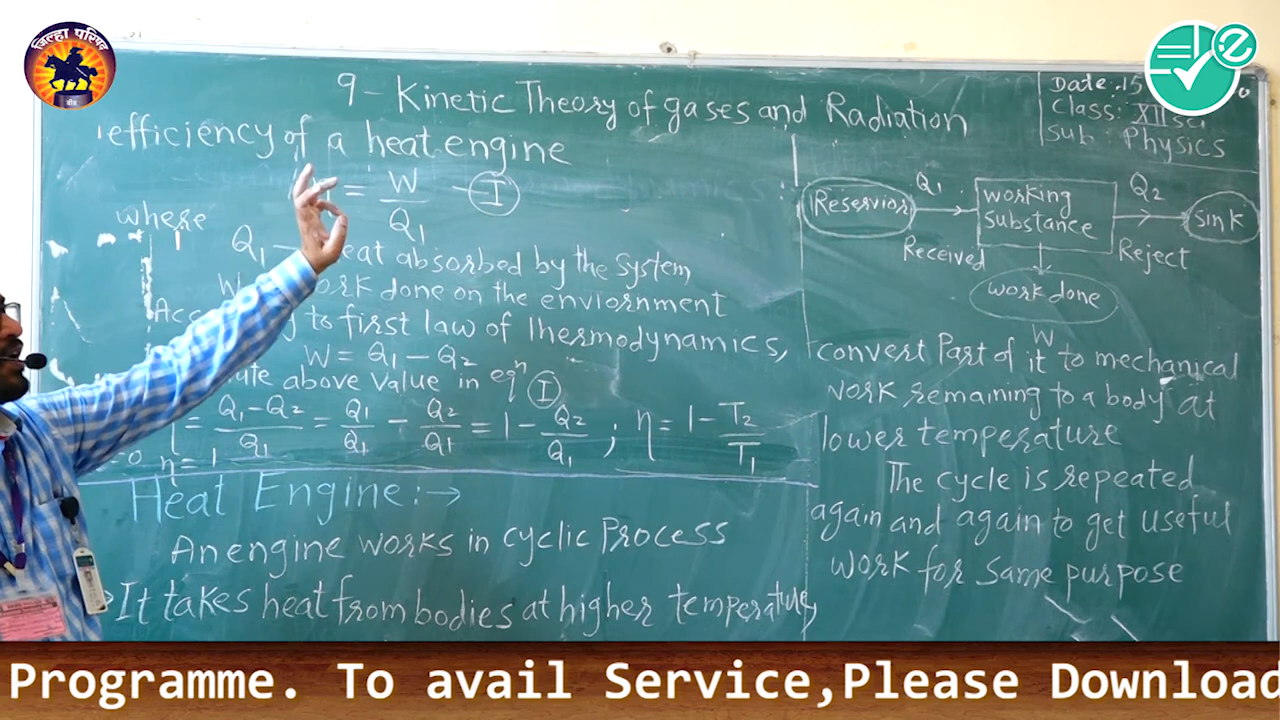 जिल्हा परिषद
बीड
9 - Kinetic Theory of gases and Radiation
Date:.15
Class: XII sci
Sub: Physics
efficiency of a heat engine
= W/Q1 - I
where
Q1 - heat absorbed by the system
W work done on the enviornment
According to first law of Thermodynamics,
W = Q1 - Q2
above value in eqn I
η = Q1-Q2/Q1 = Q1/Q1 - Q2/Q1 = 1 - Q2/Q1 ; η = 1 - T2/T1
=0 η=1
Heat Engine:→
An engine works in cyclic Process
It takes heat from bodies at higher temperature,
Q1
Q2
Reservior
working
substance
sink
Received
Reject
work done
W
convert Part of it to mechanical
work remaining to a body at
lower temperature
The cycle is repeated
again and again to get useful
work for same purpose
Programme. To avail Service,Please Download